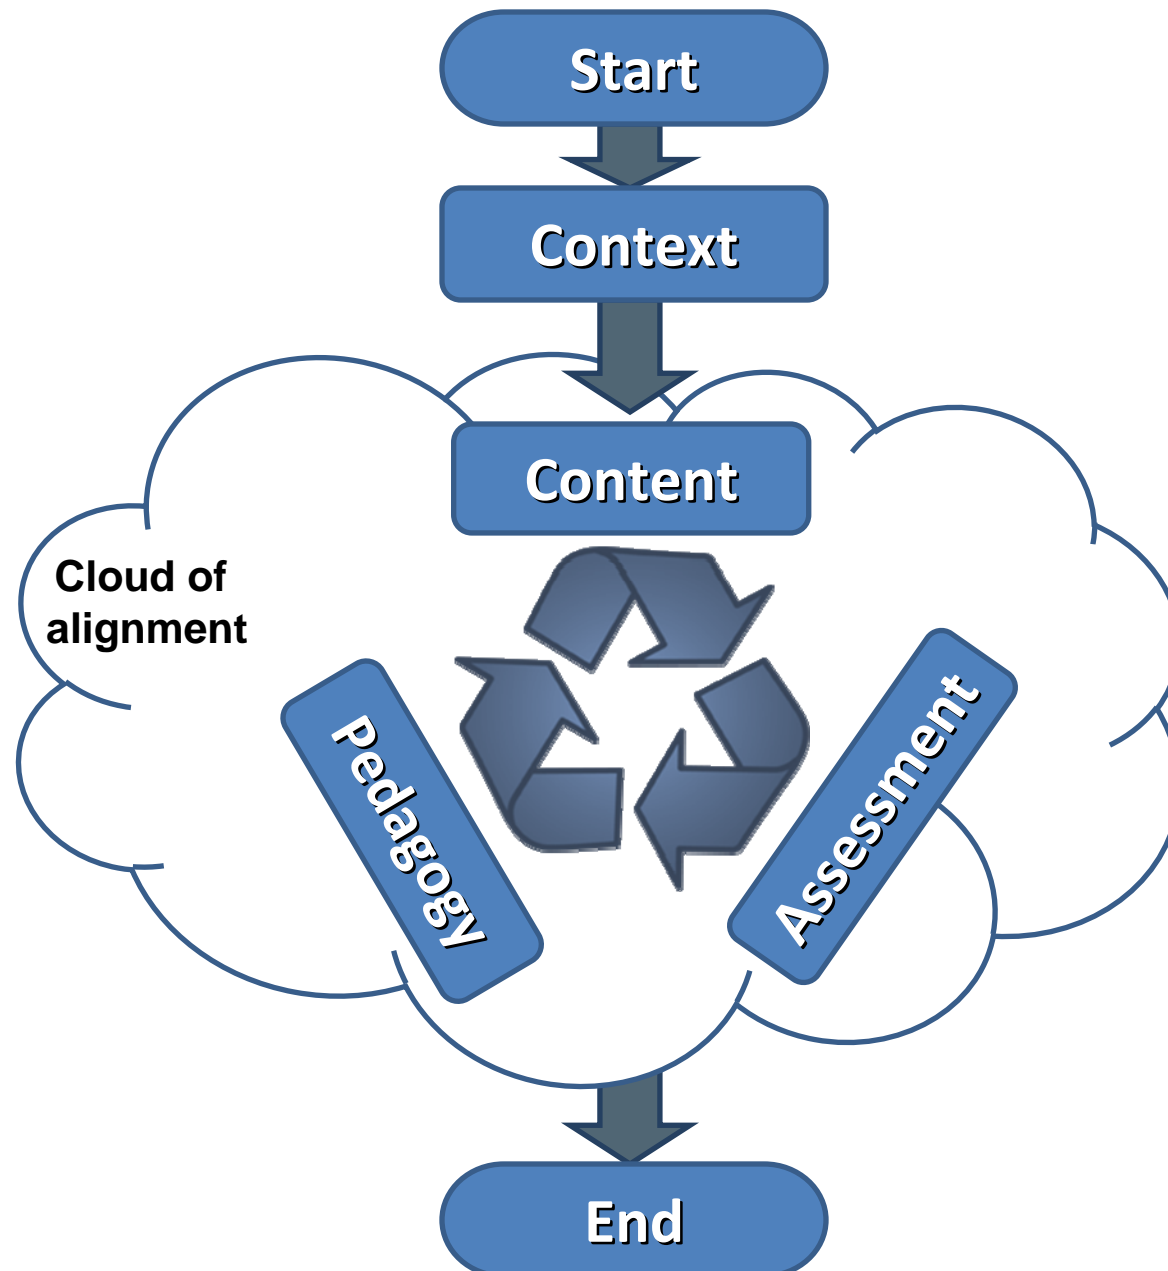 Start
Context
Content
Cloud of
alignment
Pedagogy
Assessment
End